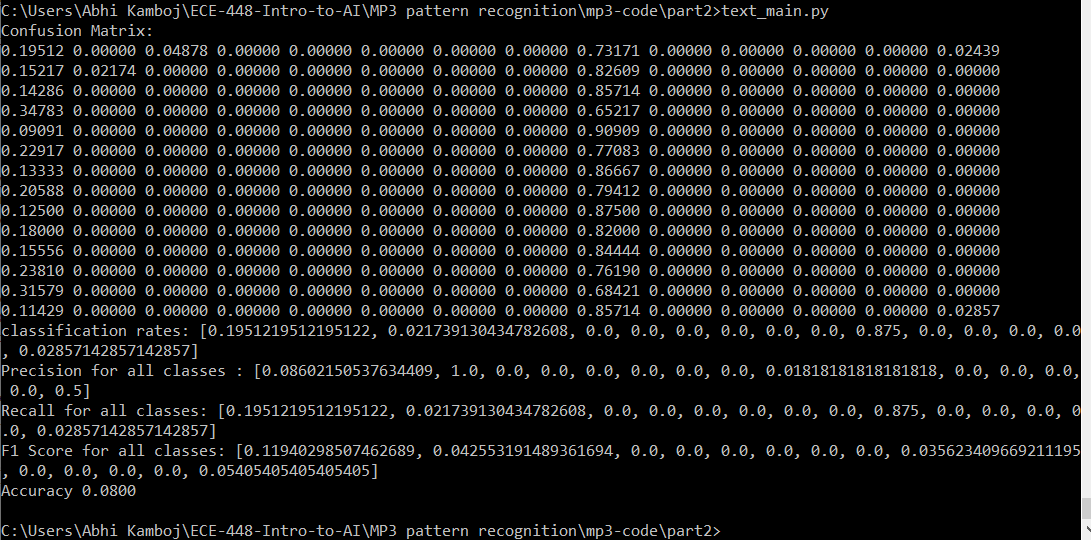 C:\Users\Abhi Kamboj\ECE-448-Intro-to-AI\MP3 pattern recognition\mp3-code\part2>text_main.py
Confusion Matrix:
0.19512 0.00000 0.04878 0.00000 0.00000 0.00000 0.00000 0.00000 0.73171 0.00000 0.00000 0.00000 0.00000 0.02439
0.15217 0.02174 0.00000 0.00000 0.00000 0.00000 0.00000 0.00000 0.82609 0.00000 0.00000 0.00000 0.00000 0.00000
0.14286 0.00000 0.00000 0.00000 0.00000 0.00000 0.00000 0.00000 0.85714 0.00000 0.00000 0.00000 0.00000 0.00000
0.34783 0.00000 0.00000 0.00000 0.00000 0.00000 0.00000 0.00000 0.65217 0.00000 0.00000 0.00000 0.00000 0.00000
0.09091 0.00000 0.00000 0.00000 0.00000 0.00000 0.00000 0.00000 0.90909 0.00000 0.00000 0.00000 0.00000 0.00000
0.22917 0.00000 0.00000 0.00000 0.00000 0.00000 0.00000 0.00000 0.77083 0.00000 0.00000 0.00000 0.00000 0.00000
0.13333 0.00000 0.00000 0.00000 0.00000 0.00000 0.00000 0.00000 0.86667 0.00000 0.00000 0.00000 0.00000 0.00000
0.20588 0.00000 0.00000 0.00000 0.00000 0.00000 0.00000 0.00000 0.79412 0.00000 0.00000 0.00000 0.00000 0.00000
0.12500 0.00000 0.00000 0.00000 0.00000 0.00000 0.00000 0.00000 0.87500 0.00000 0.00000 0.00000 0.00000 0.00000
0.18000 0.00000 0.00000 0.00000 0.00000 0.00000 0.00000 0.00000 0.82000 0.00000 0.00000 0.00000 0.00000 0.00000
0.15556 0.00000 0.00000 0.00000 0.00000 0.00000 0.00000 0.00000 0.84444 0.00000 0.00000 0.00000 0.00000 0.00000
0.23810 0.00000 0.00000 0.00000 0.00000 0.00000 0.00000 0.00000 0.76190 0.00000 0.00000 0.00000 0.00000 0.00000
0.31579 0.00000 0.00000 0.00000 0.00000 0.00000 0.00000 0.00000 0.68421 0.00000 0.00000 0.00000 0.00000 0.00000
0.11429 0.00000 0.00000 0.00000 0.00000 0.00000 0.00000 0.00000 0.85714 0.00000 0.00000 0.00000 0.00000 0.02857
classification rates: [0.1951219512195122, 0.021739130434782608, 0.0, 0.0, 0.0, 0.0, 0.0, 0.0, 0.875, 0.0, 0.0, 0.0, 0.0
, 0.02857142857142857]
Precision for all classes : [0.08602150537634409, 1.0, 0.0, 0.0, 0.0, 0.0, 0.0, 0.0, 0.01818181818181818, 0.0, 0.0, 0.0,
 0.0, 0.5]
Recall for all classes: [0.1951219512195122, 0.021739130434782608, 0.0, 0.0, 0.0, 0.0, 0.0, 0.0, 0.875, 0.0, 0.0, 0.0, 0
.0, 0.02857142857142857]
F1 Score for all classes: [0.11940298507462689, 0.0425531914893​61694, 0.0, 0.0, 0.0, 0.0, 0.0, 0.0, 0.035623409669211195
, 0.0, 0.0, 0.0, 0.0, 0.05405405405405405]
Accuracy 0.0800
C:\Users\Abhi Kamboj\ECE-448-Intro-to-AI\MP3 pattern recognition\mp3-code\part2>